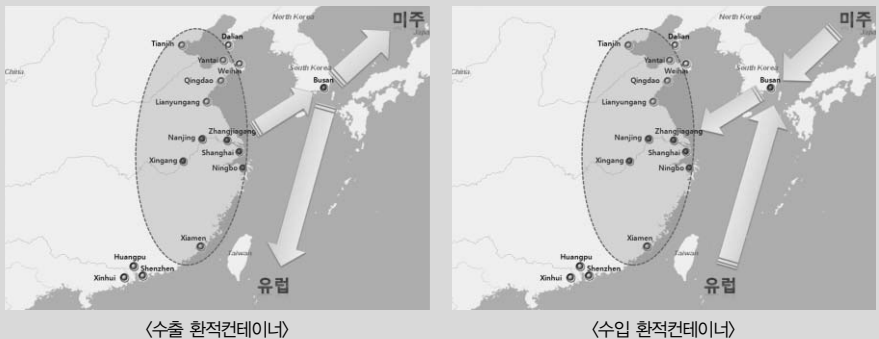 North Korea
미주
Tianjin
Dalian
Yantai
Weihai
China
Qingdao
South Korea
Busan
Lianyungang
Nanjing
Zhangjiagang
Shanghai
Xingang
Ningbo
Xiamen
Taiwan
Huangpu
Shenzhen
Xinhui
유럽
〈수출 환적컨테이너〉
North Korea
미주
Tianjin
Dalian
Yantai
Weihai
China
Qingdao
South Korea
Busan
Lianyungang
Nanjing
Zhangjiagang
Shanghai
Xingang
Ningbo
Xiamen
Taiwan
Huangpu
Shenzhen
Xinhui
유럽
〈수입 환적컨테이너〉